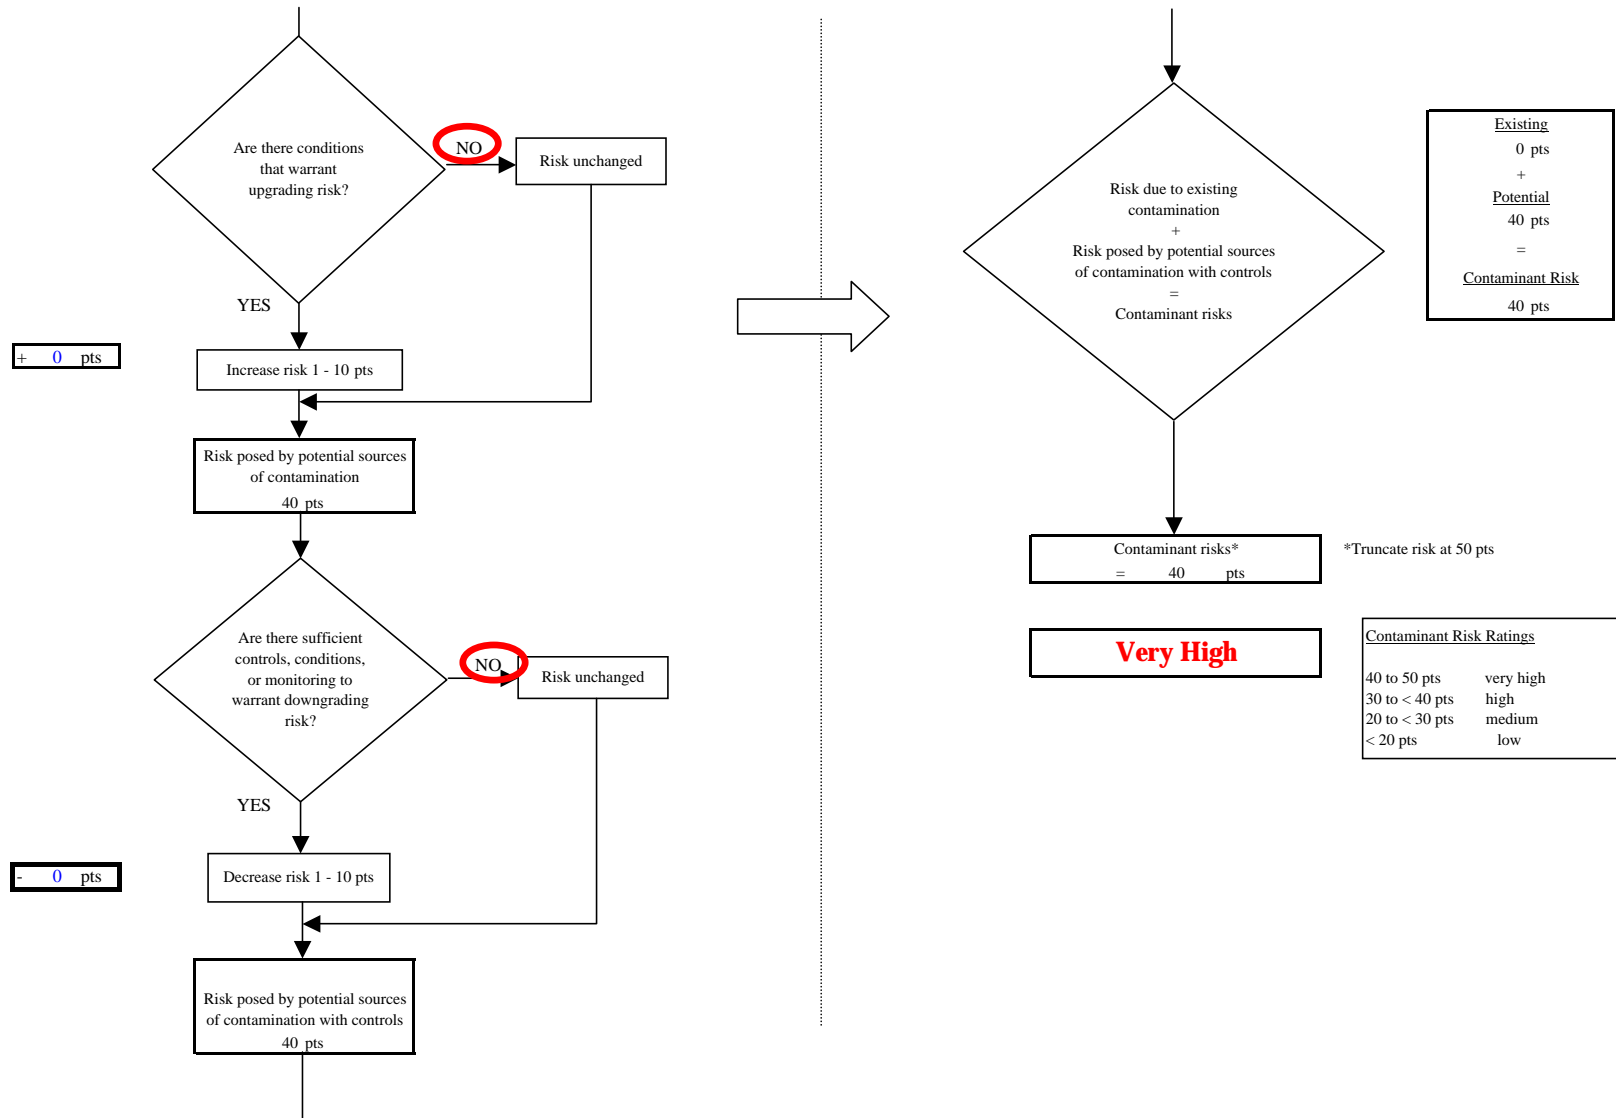 Are there conditions
that warrant
upgrading risk?
NO
Risk unchanged
YES
+ 0 pts
Increase risk 1 - 10 pts
Risk posed by potential sources
of contamination
40 pts
Are there sufficient
controls, conditions,
or monitoring to
warrant downgrading
risk?
NO
Risk unchanged
YES
- 0 pts
Decrease risk 1 - 10 pts
Risk posed by potential sources
of contamination with controls
40 pts
Risk due to existing
contamination
+
Risk posed by potential sources
of contamination with controls
=
Contaminant risks
Existing
0 pts
+
Potential
40 pts
=
Contaminant Risk
40 pts
Contaminant risks*
= 40 pts
*Truncate risk at 50 pts
Very High
Contaminant Risk Ratings
40 to 50 pts very high
30 to < 40 pts high
20 to < 30 pts medium
< 20 pts low